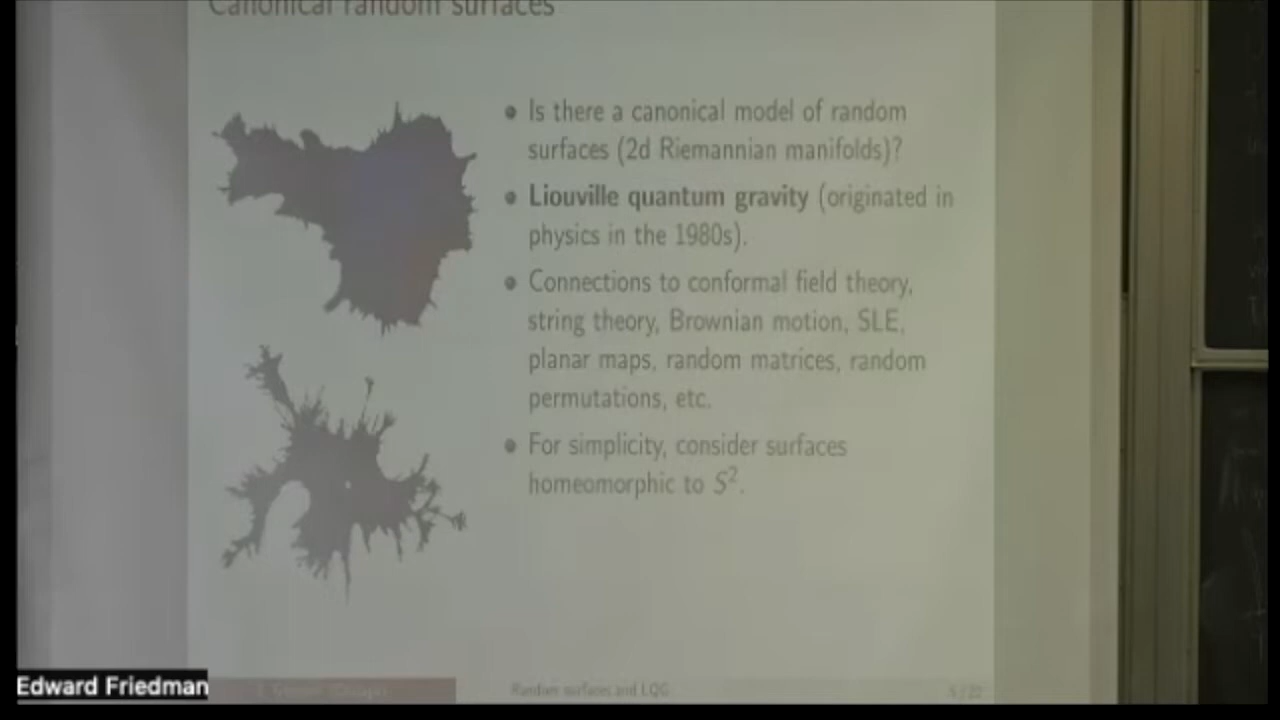 Canonical random surfaces
• Is there a canonical model of random
surfaces (2d Riemannian manifolds)?
• Liouville quantum gravity (originated in
physics in the 1980s).
• Connections to conformal field theory,
string theory, Brownian motion, SLE,
planar maps, random matrices, random
permutations, etc.
• For simplicity, consider surfaces
homeomorphic to S².
Random surfaces and LQG
Edward Friedman